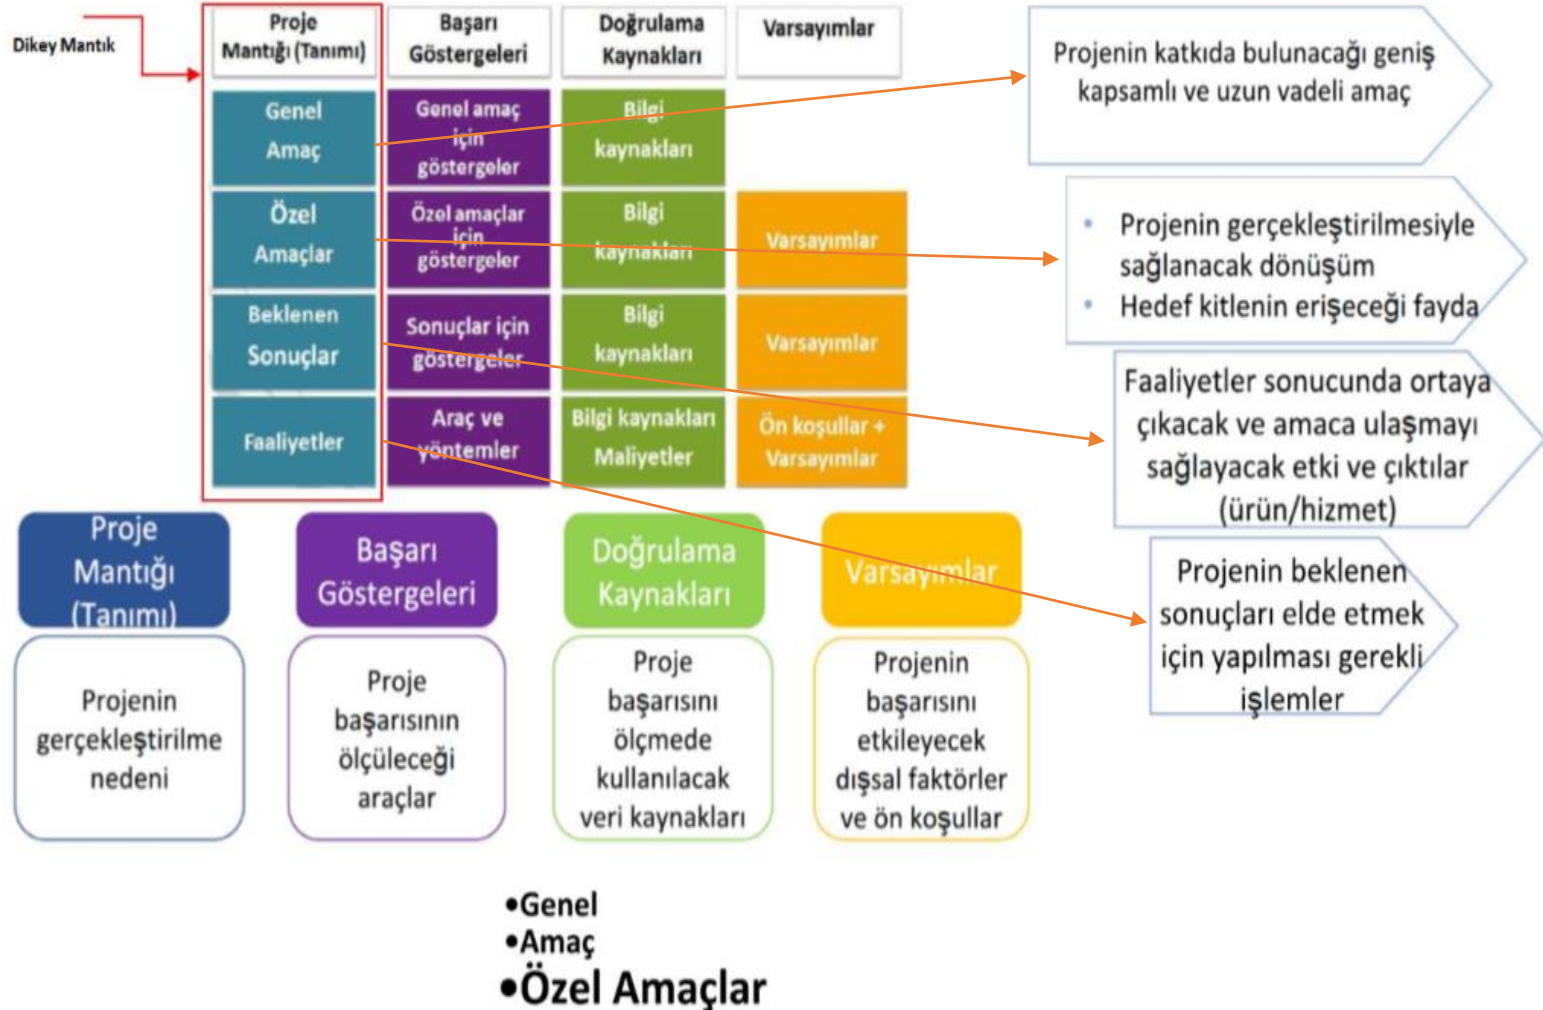 Dikey Mantık
Proje
Mantığı (Tanımı)
Başarı
Göstergeleri
Doğrulama
Kaynakları
Varsayımlar
Genel
Amaç
Genel amaç
için
göstergeler
Bilgi
kaynakları
Özel
Amaçlar
Özel amaçlar
için
göstergeler
Bilgi
kaynakları
Varsayımlar
Beklenen
Sonuçlar
Sonuçlar için
göstergeler
Bilgi
kaynakları
Varsayımlar
Faaliyetler
Araç ve
yöntemler
Bilgi kaynakları
Maliyetler
Ön koşullar +
Varsayımlar
Projenin katkıda bulunacağı geniş
kapsamlı ve uzun vadeli amaç
• Projenin gerçekleştirilmesiyle
sağlanacak dönüşüm
• Hedef kitlenin erişeceği fayda
Faaliyetler sonucunda ortaya
çıkacak ve amaca ulaşmayı
sağlayacak etki ve çıktılar
(ürün/hizmet)
Projenin beklenen
sonuçları elde etmek
için yapılması gerekli
işlemler
Proje
Mantığı
(Tanımı)
Başarı
Göstergeleri
Doğrulama
Kaynakları
Varsayımlar
Projenin
gerçekleştirilme
nedeni
Proje
başarısının
ölçüleceği
araçlar
Proje
başarısını
ölçmede
kullanılacak
veri kaynakları
Projenin
başarısını
etkileyecek
dışsal faktörler
ve ön koşullar
•Genel
•Amaç
•Özel Amaçlar